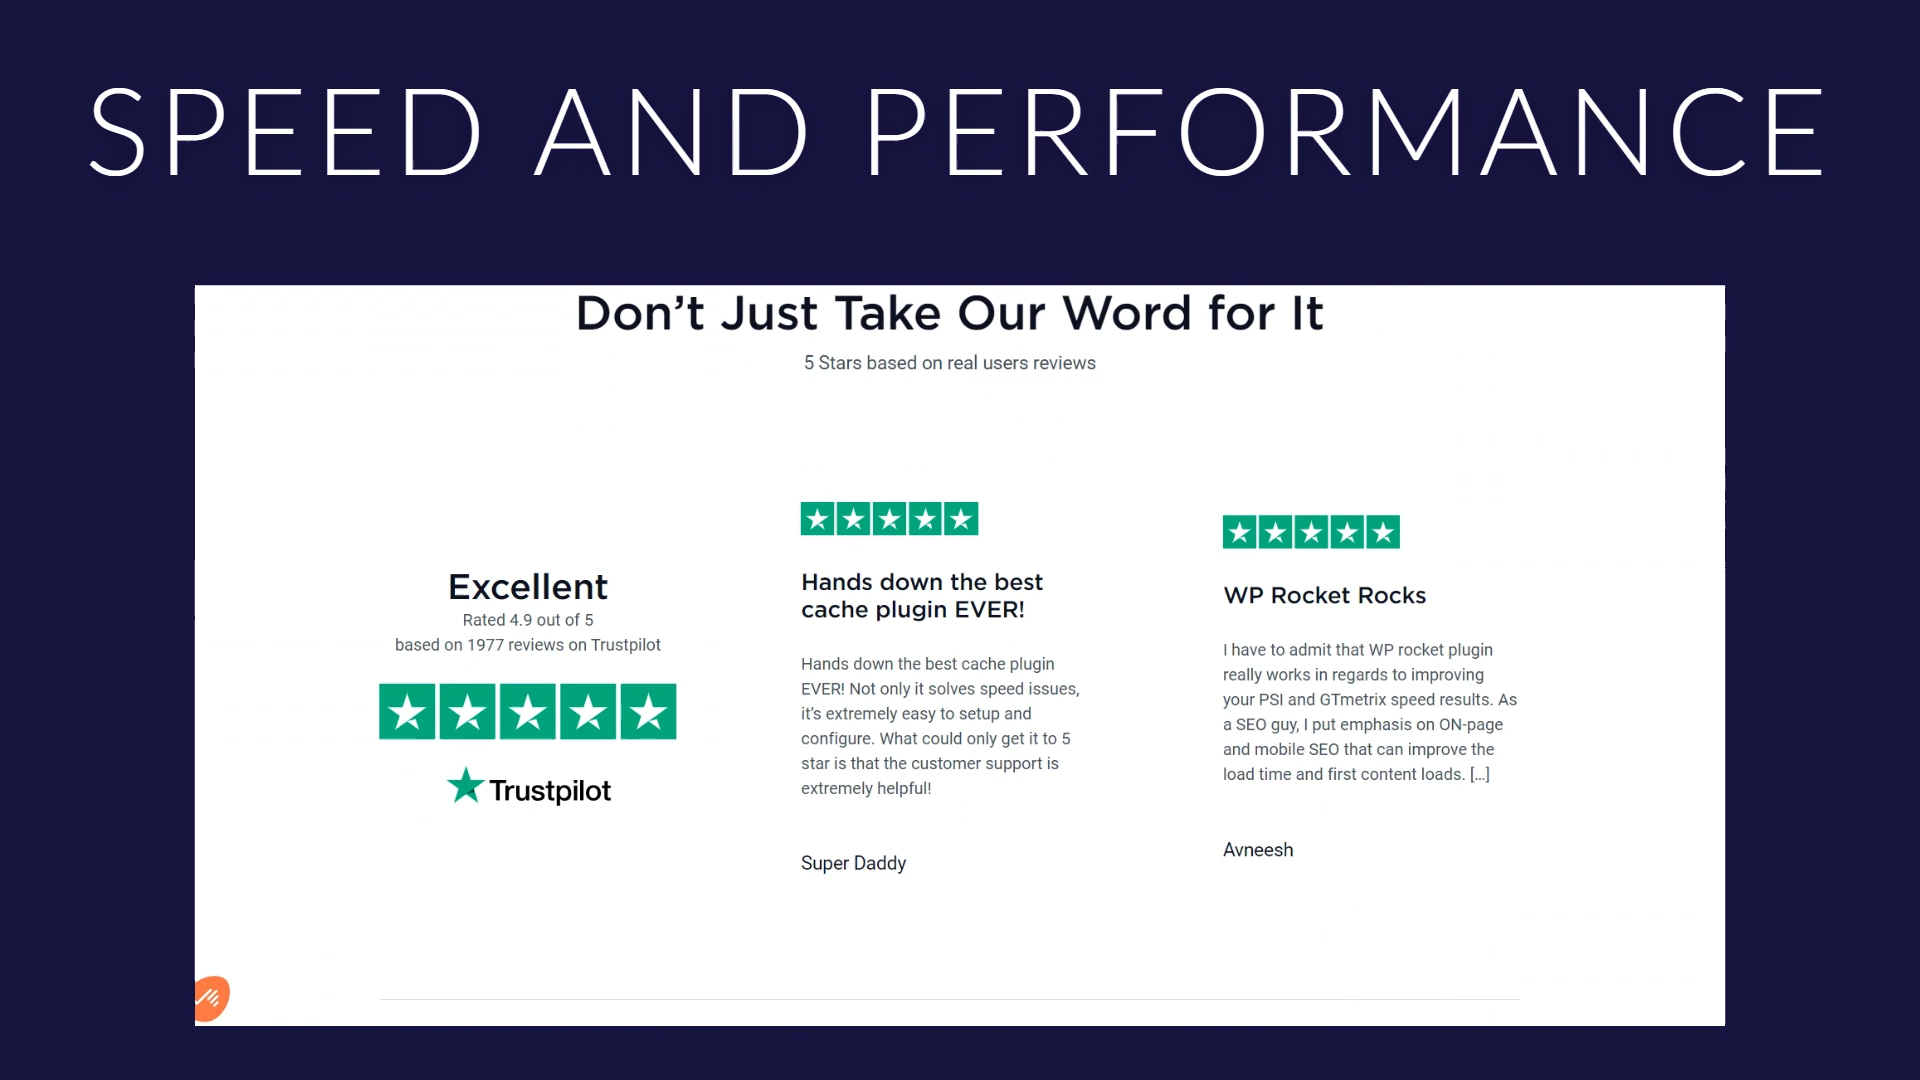 SPEED AND PERFORMANCE
Don’t Just Take Our Word for It
5 Stars based on real users reviews
Excellent
Rated 4.9 out of 5
based on 1977 reviews on Trustpilot
Trustpilot
Hands down the best
cache plugin EVER!
Hands down the best cache plugin
EVER! Not only it solves speed issues,
it’s extremely easy to setup and
configure. What could only get it to 5
star is that the customer support is
extremely helpful!
Super Daddy
WP Rocket Rocks
I have to admit that WP rocket plugin
really works in regards to improving
your PSI and GTmetrix speed results. As
a SEO guy, I put emphasis on ON-page
and mobile SEO that can improve the
load time and first content loads. [...]
Avneesh